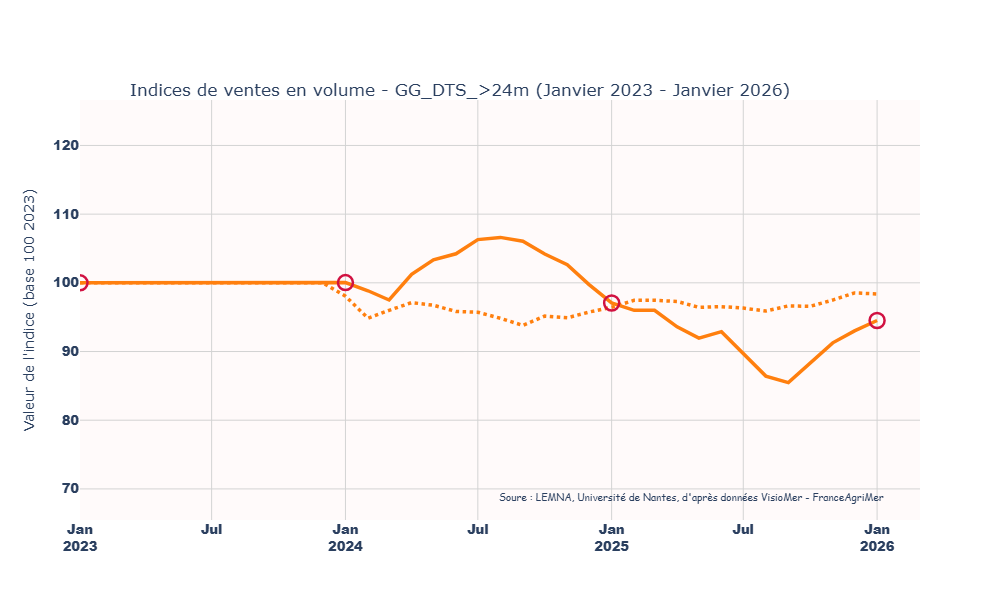 Indices de ventes en volume - GG_DTS_>24m (Janvier 2023 - Janvier 2026)
Valeur de l'indice (base 100 2023)
120
110
100
90
80
70
Soure : LEMNA, Université de Nantes, d'après données VisioMer - FranceAgriMer
Jan
2023
Jul
Jan
2024
Jul
Jan
2025
Jul
Jan
2026